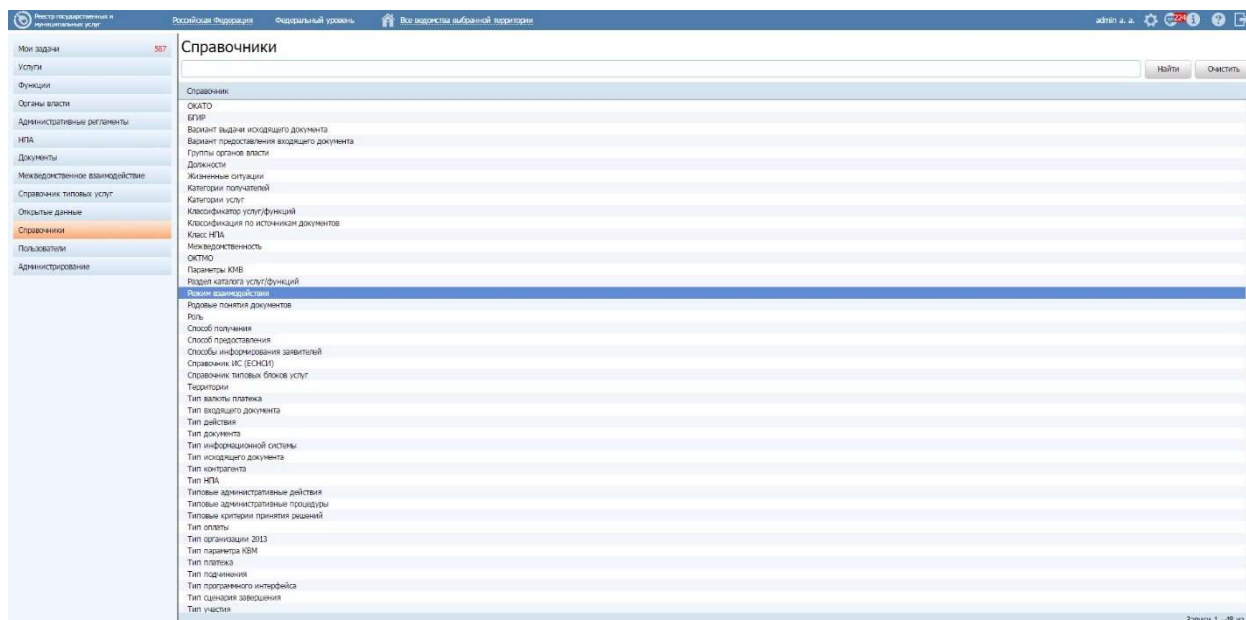 Реестр государственных и
муниципальных услуг
Российская Федерация Федеральный уровень Все ведомства выбранной территории admin a. a. 224
Мои задачи 587
Услуги
Функции
Органы власти
Административные регламенты
НПА
Документы
Межведомственное взаимодействие
Справочник типовых услуг
Открытые данные
Справочники
Пользователи
Администрирование
Справочники
Найти Очистить
Справочник
ОКАТО
БГИР
Вариант выдачи исходящего документа
Вариант предоставления входящего документа
Группы органов власти
Должности
Жизненные ситуации
Категории получателей
Категории услуг
Классификатор услуг/функций
Классификация по источникам документов
Класс НПА
Межведомственность
ОКТМО
Параметры КМВ
Раздел каталога услуг/функций
Режим взаимодействия
Родовые понятия документов
Роль
Способ получения
Способ предоставления
Способы информирования заявителей
Справочник ИС (ЕСНСИ)
Справочник типовых блоков услуг
Территории
Тип валюты платежа
Тип входящего документа
Тип действия
Тип документа
Тип информационной системы
Тип исходящего документа
Тип контрагента
Тип НПА
Типовые административные действия
Типовые административные процедуры
Типовые критерии принятия решений
Тип оплаты
Тип организации 2013
Тип параметра КВМ
Тип платежа
Тип подчинения
Тип программного интерфейса
Тип сценария завершения
Тип участия
Записи 1 - 48 из